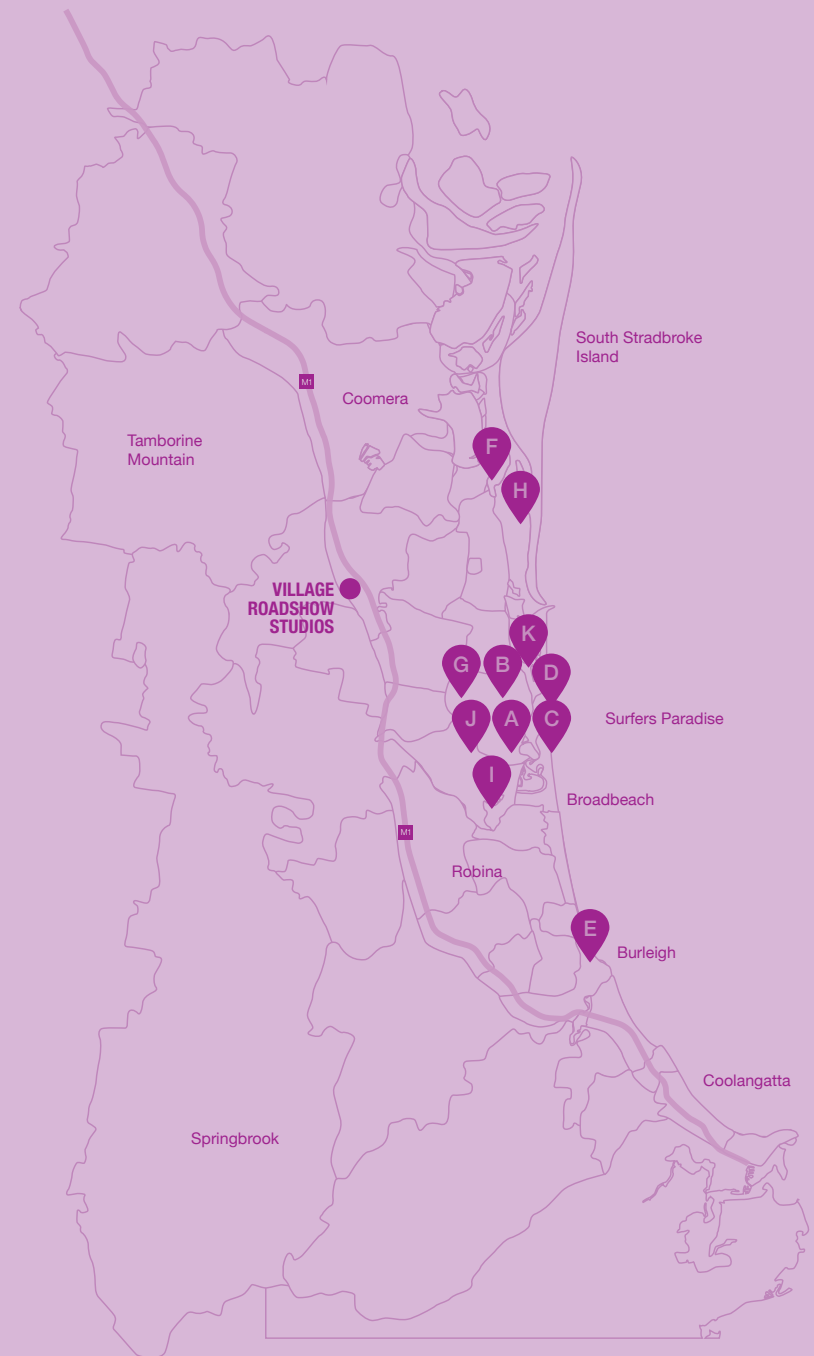 South Stradbroke
Island
M1
Coomera
Tamborine
Mountain
F
H
VILLAGE
ROADSHOW
STUDIOS
K
G
B
D
J
A
C
Surfers Paradise
I
Broadbeach
M1
Robina
E
Burleigh
Coolangatta
Springbrook